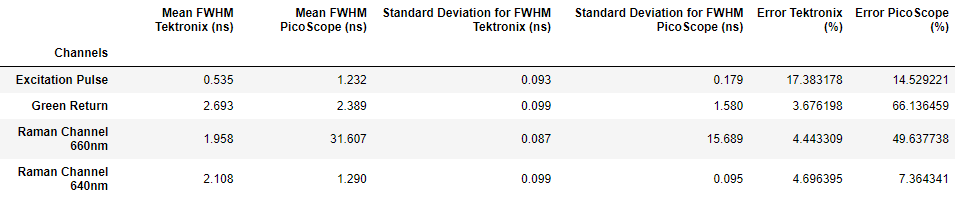 Mean FWHM Tektronix (ns) Mean FWHM PicoScope (ns) Standard Deviation for FWHM Tektronix (ns) Standard Deviation for FWHM PicoScope (ns) Error Tektronix (%) Error PicoScope (%)
Channels
Excitation Pulse 0.535 1.232 0.093 0.179 17.383178 14.529221
Green Return 2.693 2.389 0.099 1.580 3.676198 66.136459
Raman Channel 660nm 1.958 31.607 0.087 15.689 4.443309 49.637738
Raman Channel 640nm 2.108 1.290 0.099 0.095 4.696395 7.364341